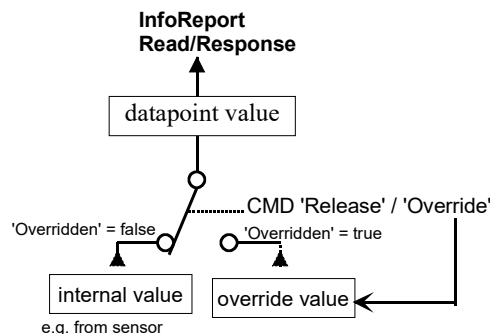 InfoReport
Read/Response
datapoint value
CMD 'Release' / 'Override'
'Overridden' = false
'Overridden' = true
internal value
override value
e.g. from sensor